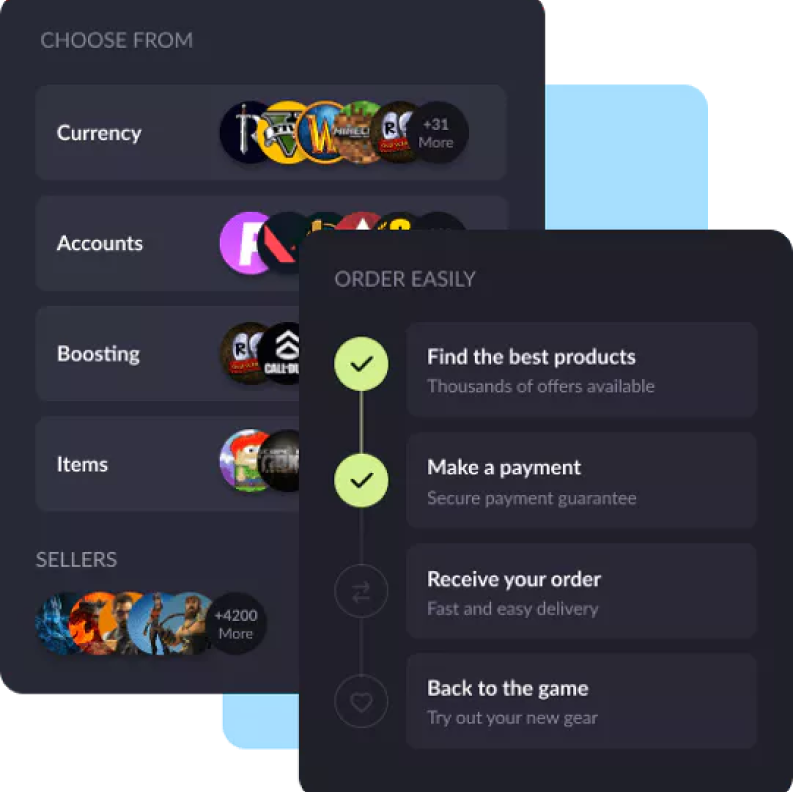 CHOOSE FROM
Currency
+31
More
Accounts
Boosting
Items
SELLERS
+4200
More
ORDER EASILY
Find the best products
Thousands of offers available
Make a payment
Secure payment guarantee
Receive your order
Fast and easy delivery
Back to the game
Try out your new gear